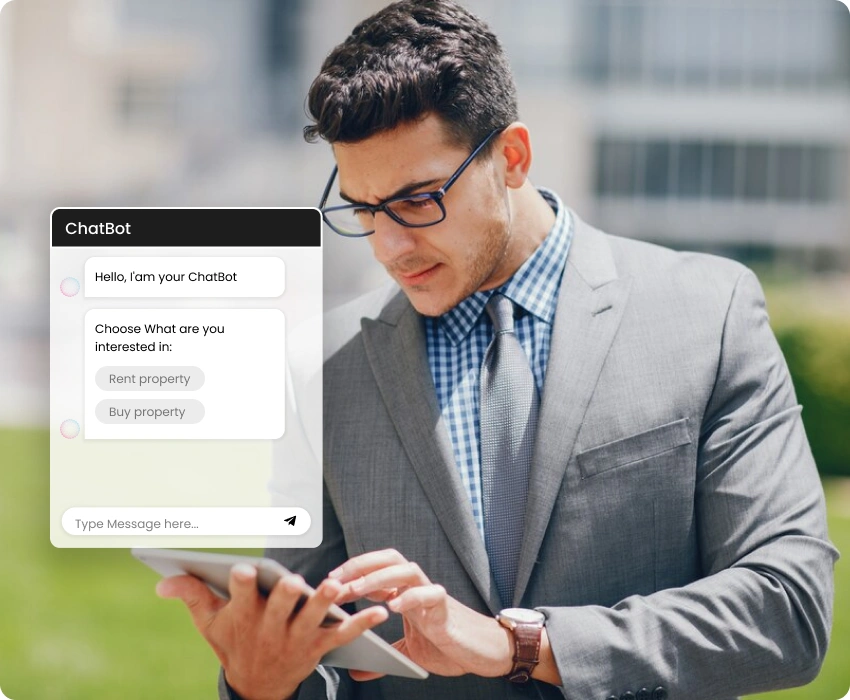 ChatBot
Hello, I'am your ChatBot
Choose What are you
interested in:
Rent property
Buy property
Type Message here...